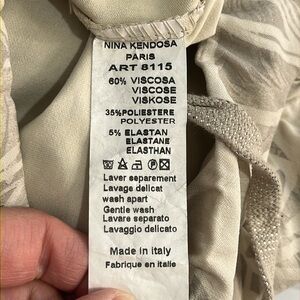 NINA KENDOSA
PARIS
ART 8115
60% VISCOSA
VISCOSE
VISKOSE
35%POLIESTERE
POLYESTER
5% ELASTAN
ELASTANE
ELASTHAN
Laver separement
Lavage delicat
wash apart
Gentle wash
Lavare separato
Lavaggio delicato
Made in Italy
Fabrique en italie